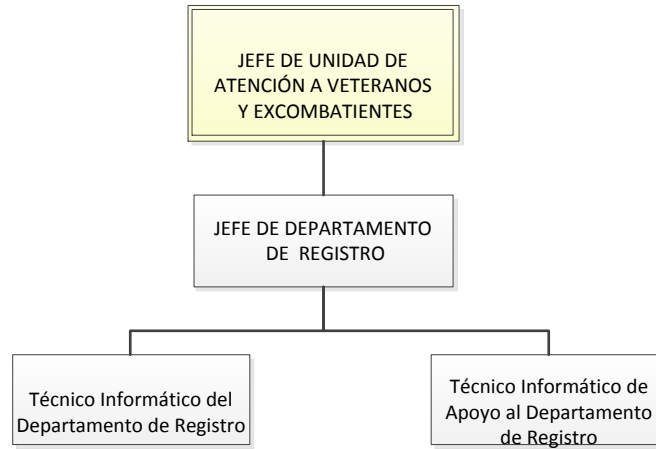 JEFE DE UNIDAD DE
ATENCIÓN A VETERANOS
Y EXCOMBATIENTES
JEFE DE DEPARTAMENTO
DE REGISTRO
Técnico Informático del
Departamento de Registro
Técnico Informático de
Apoyo al Departamento
de Registro